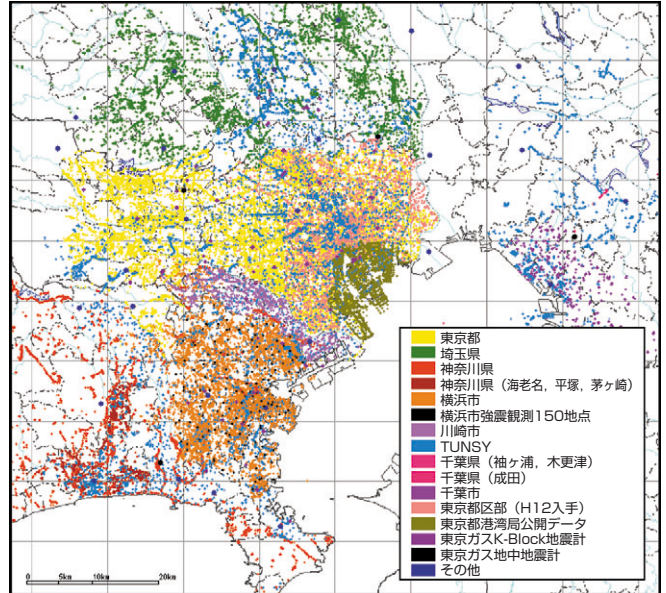 東京都
埼玉県
神奈川県
神奈川県（海老名，平塚，茅ヶ崎）
横浜市
横浜市強震観測150地点
川崎市
TUNSY
千葉県（袖ヶ浦，木更津）
千葉県（成田）
千葉市
東京都区部（H12入手）
東京都港湾局公開データ
東京ガスK-Block地震計
東京ガス地中地震計
その他
0 5km 10km 20km